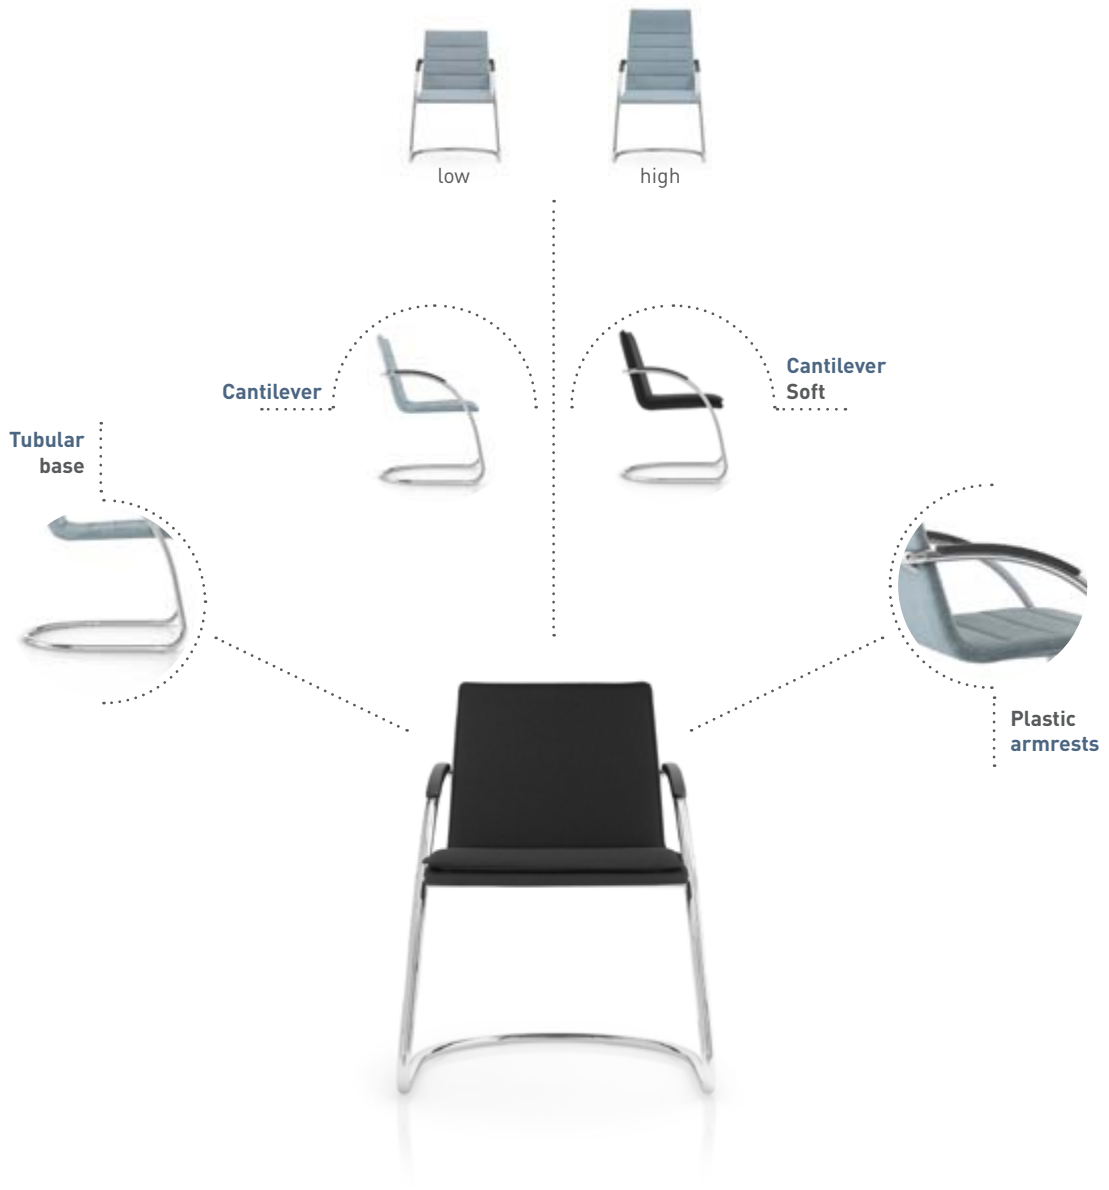 low
high
Cantilever
Cantilever
Soft
Tubular
base
Plastic
armrests